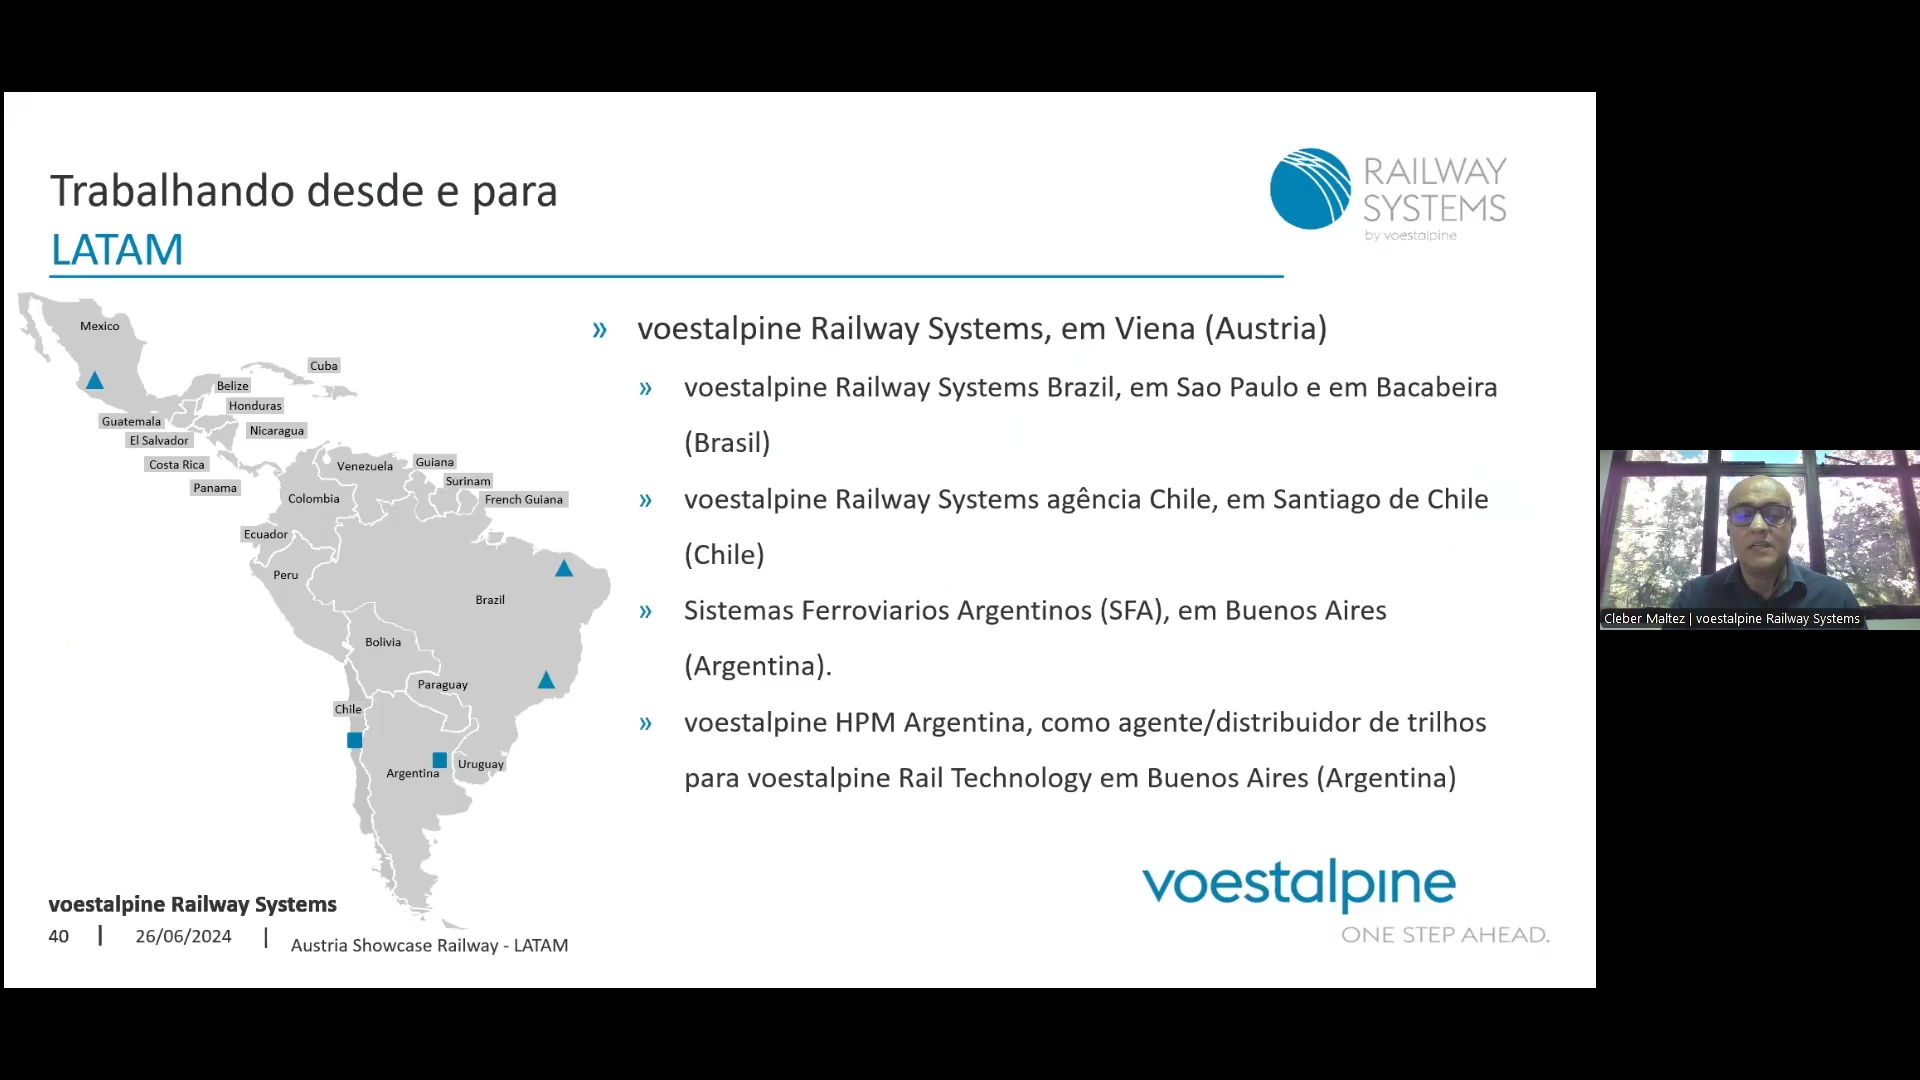 Trabalhando desde e para
LATAM
RAILWAY
SYSTEMS
by voestalpine
Mexico
Cuba
Belize
Honduras
Guatemala
Nicaragua
El Salvador
Costa Rica
Panama
Venezuela
Guiana
Surinam
French Guiana
Colombia
Ecuador
Peru
Brazil
Bolivia
Paraguay
Chile
Uruguay
Argentina
» voestalpine Railway Systems, em Viena (Austria)
» voestalpine Railway Systems Brazil, em Sao Paulo e em Bacabeira
(Brasil)
» voestalpine Railway Systems agência Chile, em Santiago de Chile
(Chile)
» Sistemas Ferroviarios Argentinos (SFA), em Buenos Aires
(Argentina).
» voestalpine HPM Argentina, como agente/distribuidor de trilhos
para voestalpine Rail Technology em Buenos Aires (Argentina)
voestalpine
ONE STEP AHEAD.
voestalpine Railway Systems
40 | 26/06/2024 | Austria Showcase Railway - LATAM
Cleber Maltez | voestalpine Railway Systems